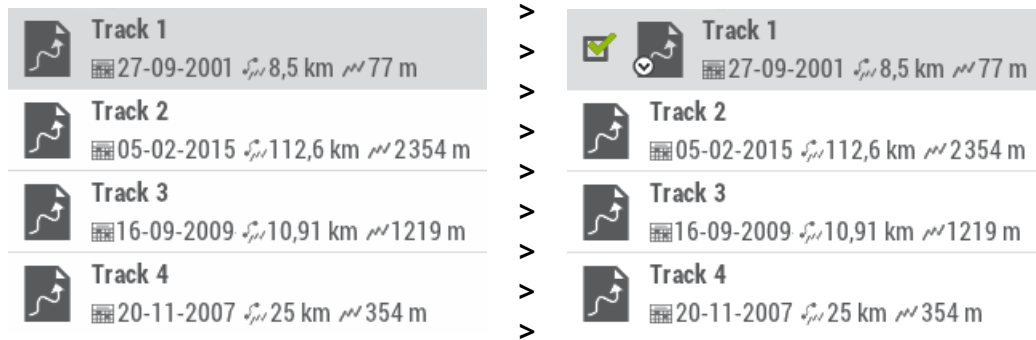 Track 1
27-09-2001 8,5 km 77 m
Track 2
05-02-2015 112,6 km 2354 m
Track 3
16-09-2009 10,91 km 1219 m
Track 4
20-11-2007 25 km 354 m
>
>
>
>
>
>
>
>
>
Track 1
27-09-2001 8,5 km 77 m
Track 2
05-02-2015 112,6 km 2354 m
Track 3
16-09-2009 10,91 km 1219 m
Track 4
20-11-2007 25 km 354 m